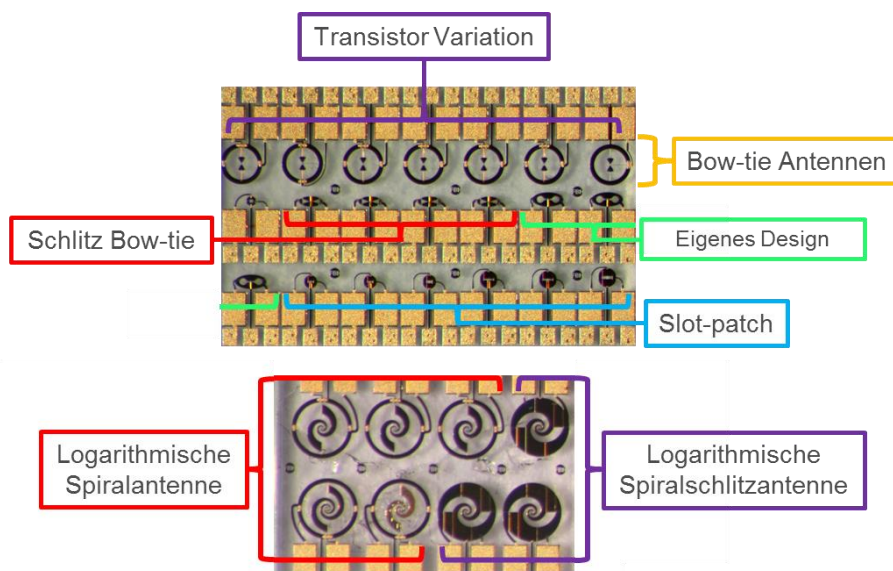 Transistor Variation
Bow-tie Antennen
Schlitz Bow-tie
Eigenes Design
Slot-patch
Logarithmische
Spiralantenne
Logarithmische
Spiralschlitzantenne